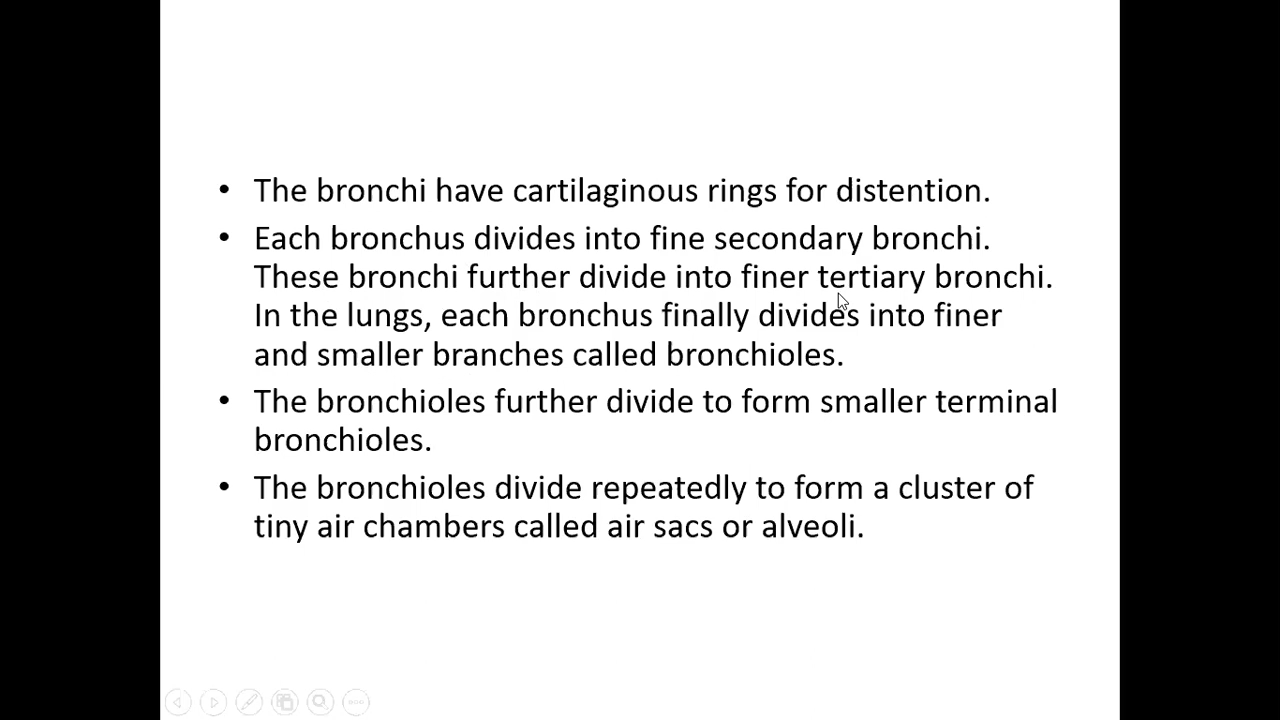 • The bronchi have cartilaginous rings for distention.
• Each bronchus divides into fine secondary bronchi.
These bronchi further divide into finer tertiary bronchi.
In the lungs, each bronchus finally divides into finer
and smaller branches called bronchioles.
• The bronchioles further divide to form smaller terminal
bronchioles.
• The bronchioles divide repeatedly to form a cluster of
tiny air chambers called air sacs or alveoli.